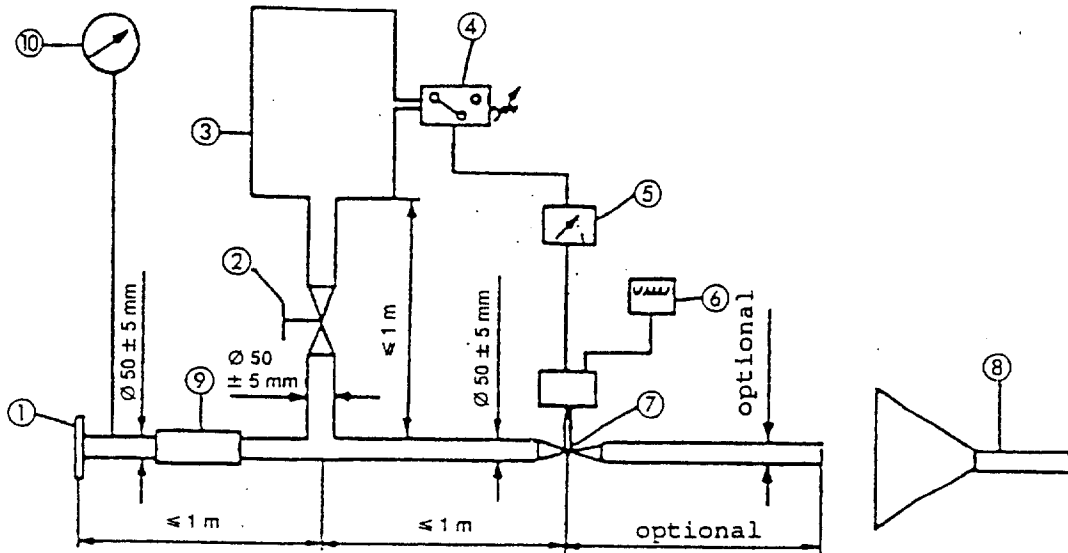 ⑩
④
③
⑤
②
⑥
Ø 50 ± 5 mm
⩽ 1 m
Ø 50 ± 5 mm
optional
Ø 50
± 5 mm
⑨
⑦
⑧
①
⩽ 1 m
⩽ 1 m
optional